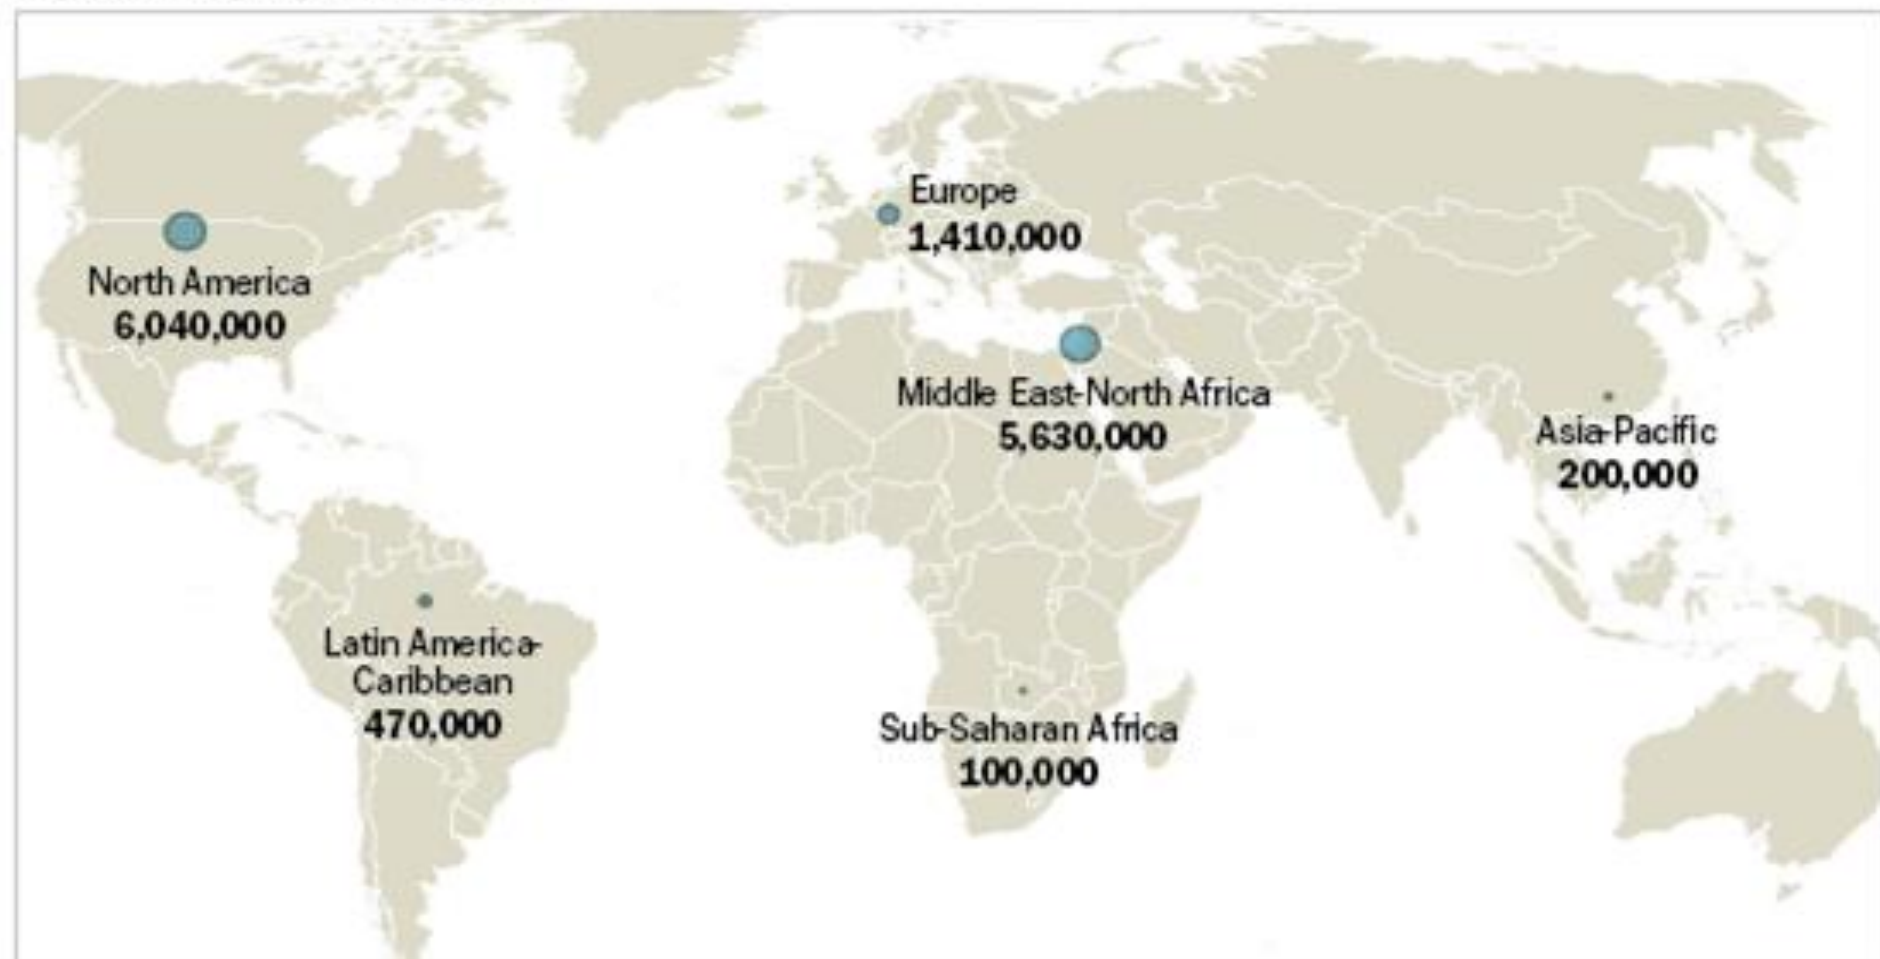 Europe
1,410,000
North America
6,040,000
Middle East-North Africa
5,630,000
Asia-Pacific
200,000
Latin America-
Caribbean
470,000
Sub-Saharan Africa
100,000